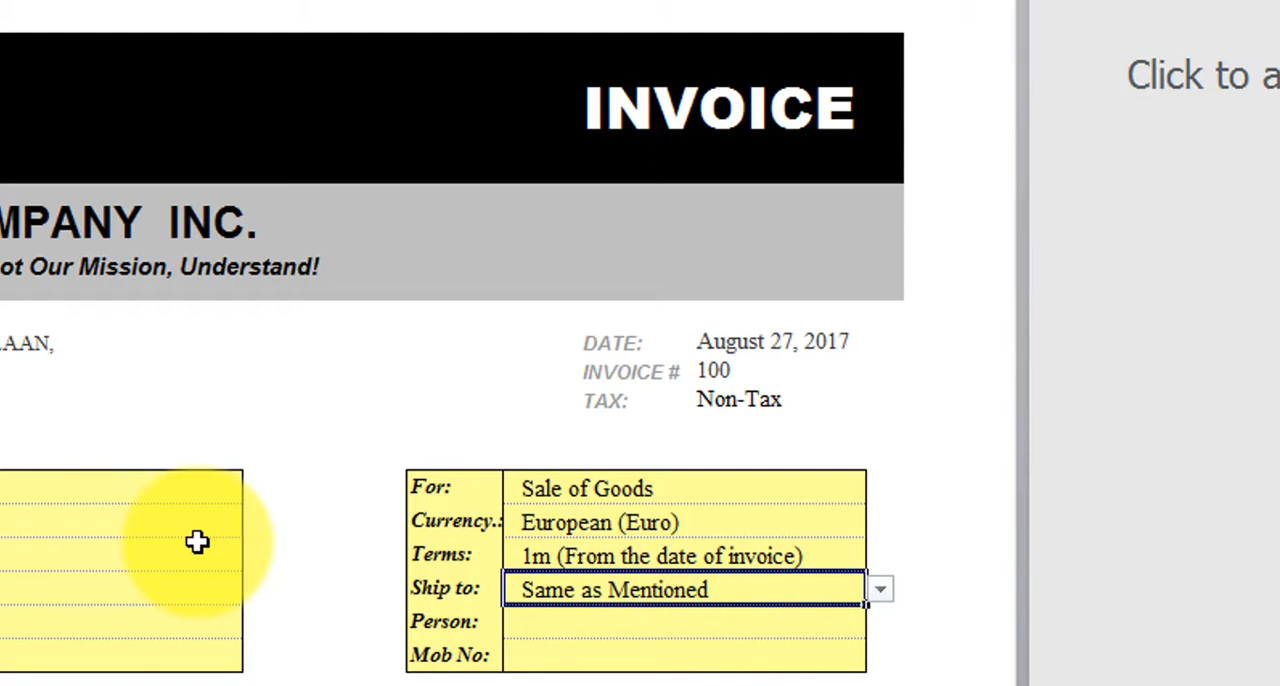 INVOICE
Click to a
MPANY INC.
ot Our Mission, Understand!
AAN,
DATE: August 27, 2017
INVOICE # 100
TAX: Non-Tax
For: Sale of Goods
Currency.: European (Euro)
Terms: 1m (From the date of invoice)
Ship to: Same as Mentioned
Person:
Mob No: